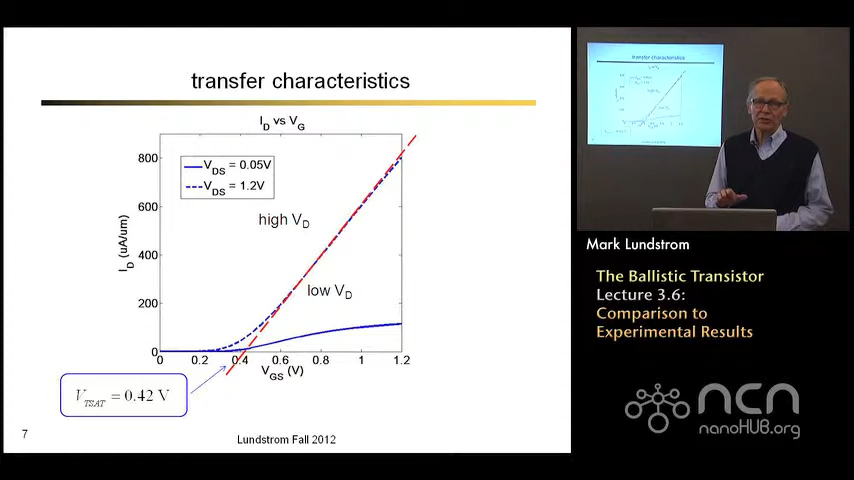 transfer characteristics
I_D vs V_G
V_DS = 0.05V
V_DS = 1.2V
800
600
400
200
0
I_D (uA/um)
high V_D
low V_D
0 0.2 0.4 0.6 0.8 1.0 1.2
V_GS (V)
V_TSAT = 0.42 V
7
Lundstrom Fall 2012
transfer characteristics
Mark Lundstrom
The Ballistic Transistor
Lecture 3.6:
Comparison to
Experimental Results
ncn
nanoHUB.org